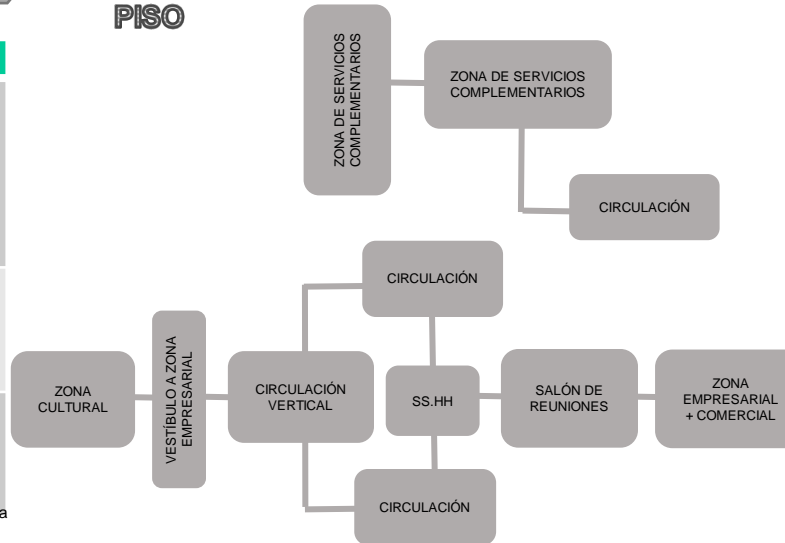 PISO
ZONA DE SERVICIOS
COMPLEMENTARIOS
ZONA DE SERVICIOS
COMPLEMENTARIOS
CIRCULACIÓN
CIRCULACIÓN
ZONA
CULTURAL
VESTÍBULO A ZONA
EMPRESARIAL
CIRCULACIÓN
VERTICAL
SS.HH
SALÓN DE
REUNIONES
ZONA
EMPRESARIAL
+ COMERCIAL
CIRCULACIÓN
a